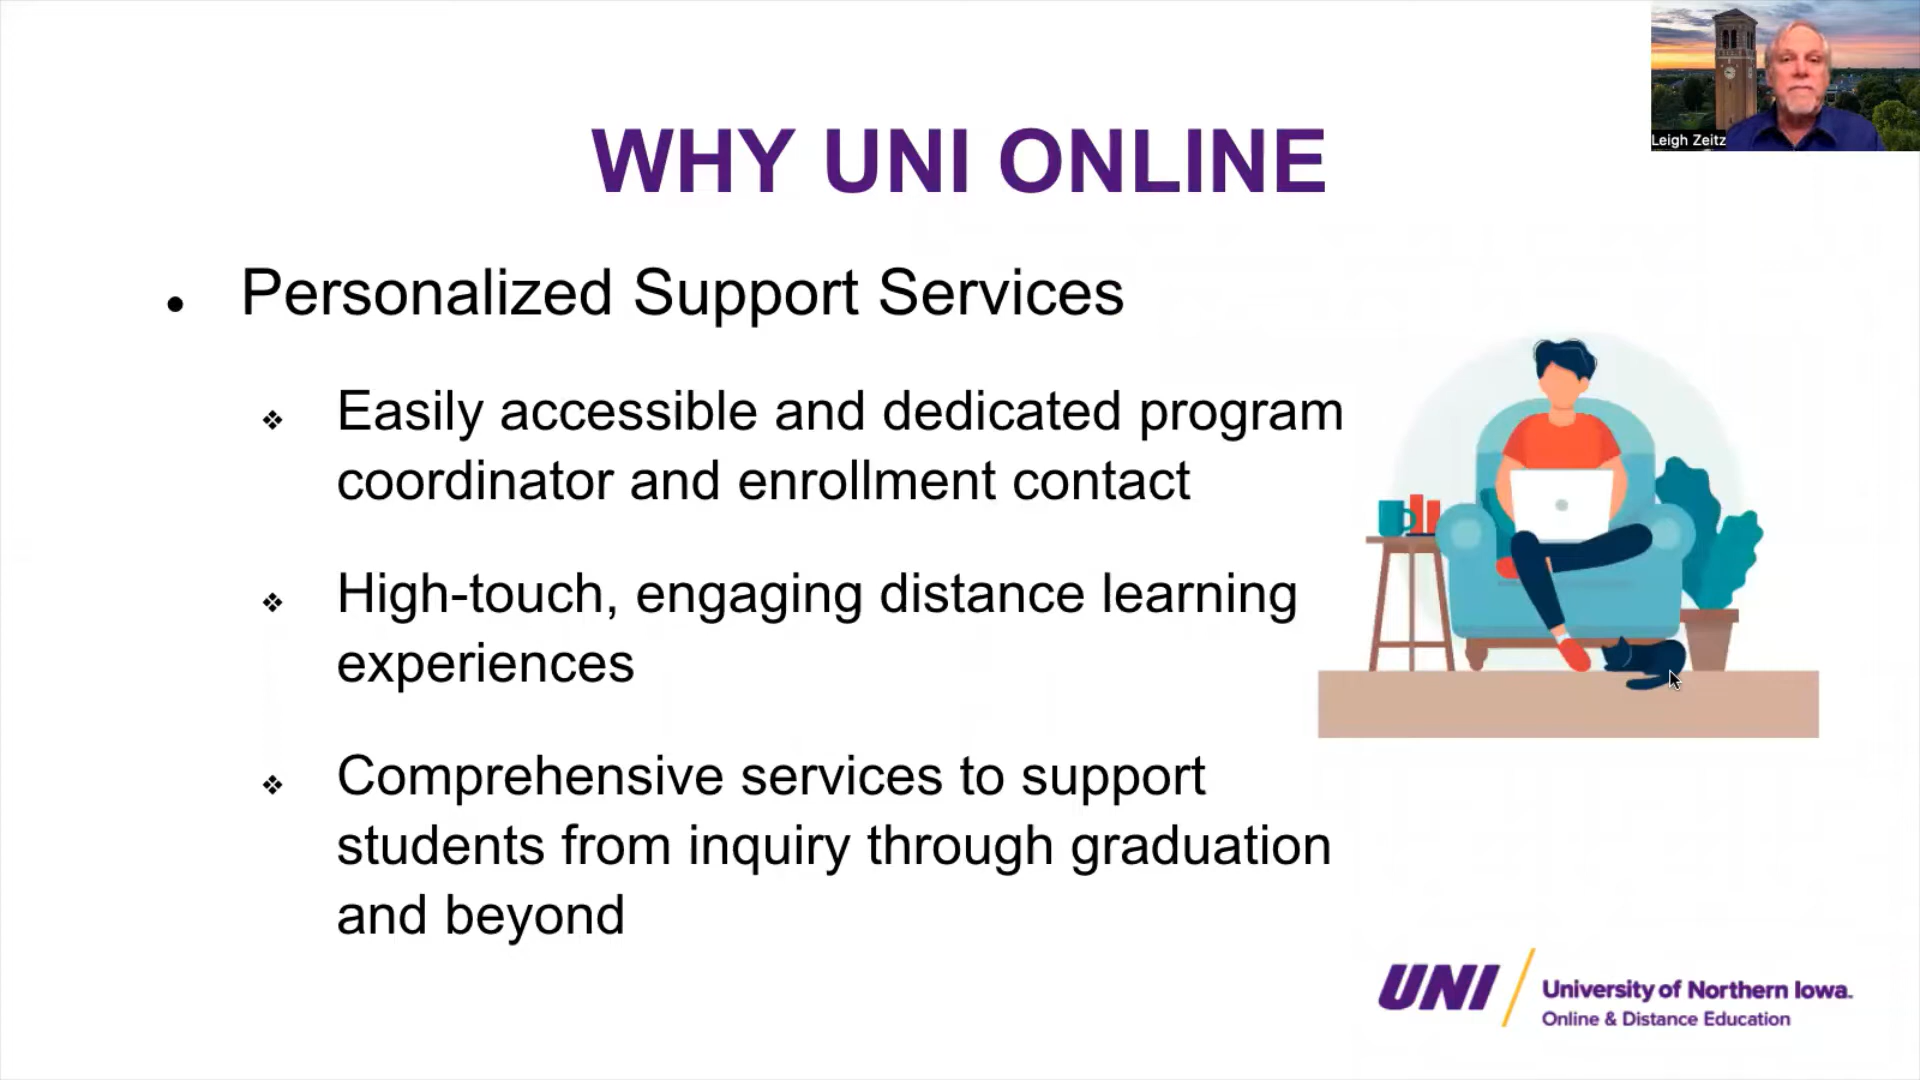 Leigh Zeitz
WHY UNI ONLINE
• Personalized Support Services
❖ Easily accessible and dedicated program
coordinator and enrollment contact
❖ High-touch, engaging distance learning
experiences
❖ Comprehensive services to support
students from inquiry through graduation
and beyond
UNI
University of Northern Iowa.
Online & Distance Education